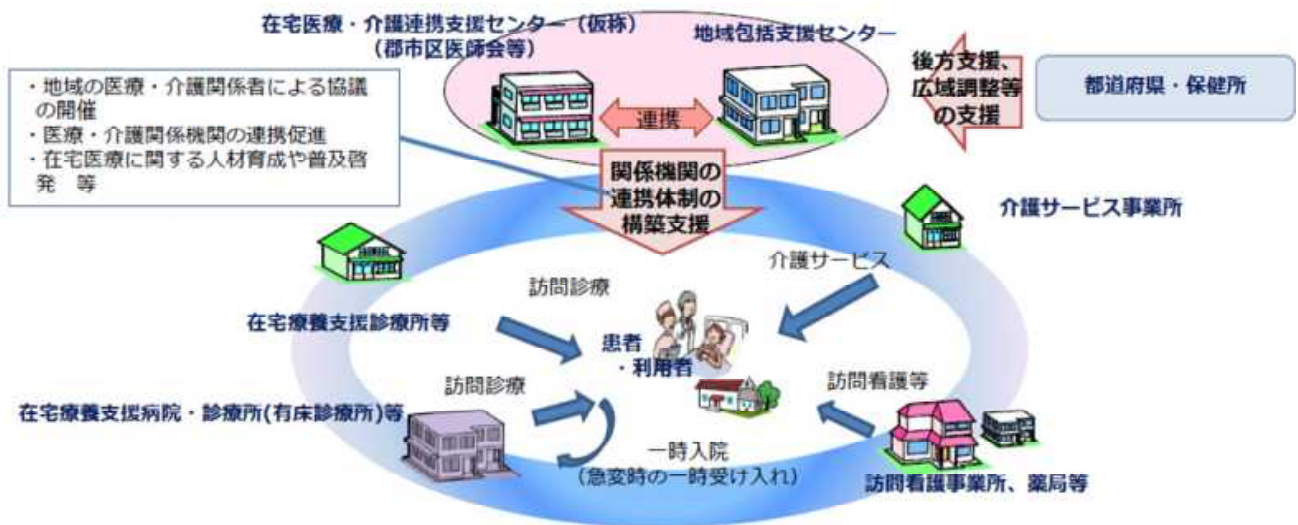 在宅医療・介護連携支援センター（仮称）
（郡市区医師会等）
地域包括支援センター
・地域の医療・介護関係者による協議
の開催
・医療・介護関係機関の連携促進
・在宅医療に関する人材育成や普及啓
発　等
連携
後方支援、
広域調整等
の支援
都道府県・保健所
関係機関の
連携体制の
構築支援
介護サービス事業所
介護サービス
訪問診療
在宅療養支援診療所等
患者
・利用者
訪問診療
訪問看護等
在宅療養支援病院・診療所(有床診療所)等
一時入院
（急変時の一時受け入れ）
訪問看護事業所、薬局等